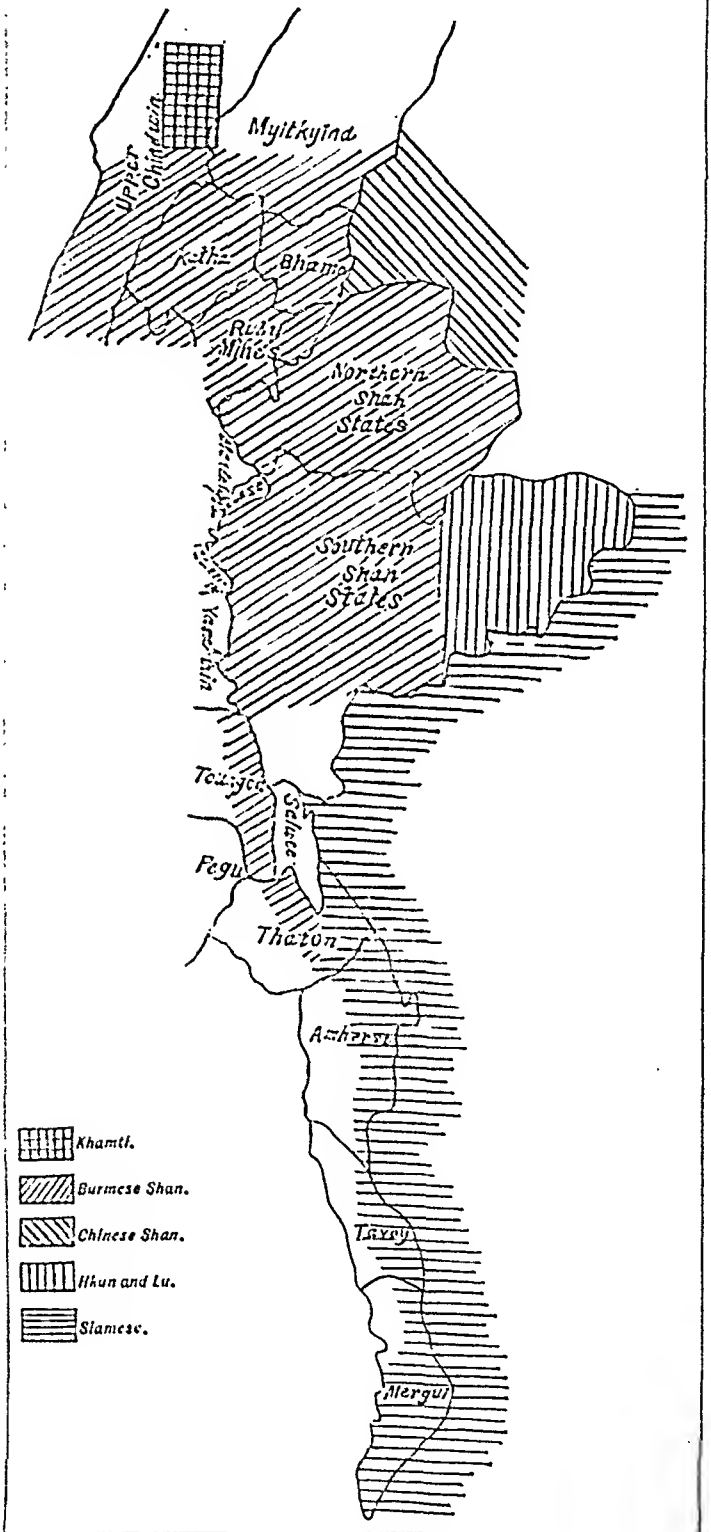 Myitkyina
Upper
Chindwin
Katha
Bhamo
Ruby
Mines
Northern
Shan
States
Southern
Shan
States
Yamethin
Toungoo
Salween
Pegu
Thaton
Amherst
Tavoy
Mergui
Khamti.
Burmese Shan.
Chinese Shan.
Hkun and Lu.
Siamese.